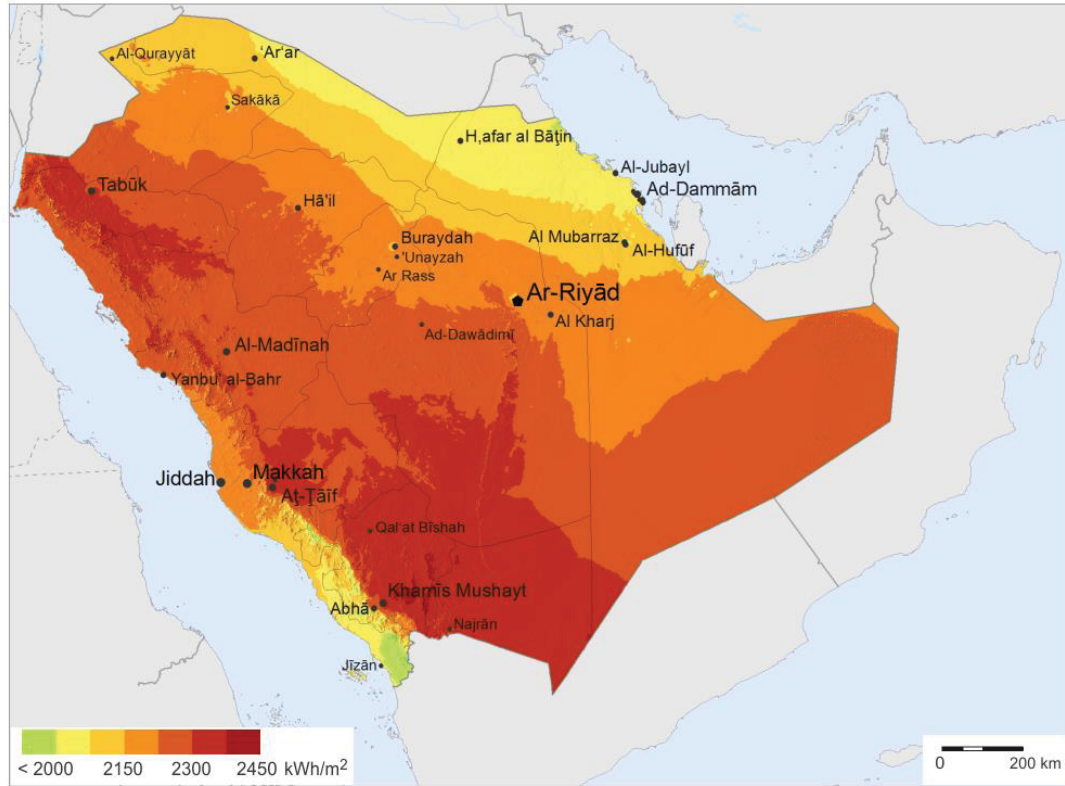 Al-Qurayyāt
‘Ar‘ar
Sakākā
H,afar al Bāţin
Al-Jubayl
Ad-Dammām
Tabūk
Hā'il
Buraydah
'Unayzah
Ar Rass
Al Mubarraz
Al-Hufūf
Ar-Riyād
Al Kharj
Ad-Dawādimī
Al-Madīnah
Yanbu‘ al-Bahr
Jiddah
Makkah
Aţ-Ţāīf
Qal‘at Bīshah
Khamīs Mushayt
Abhā
Najrān
Jīzān
< 2000 2150 2300 2450 kWh/m²
0 200 km